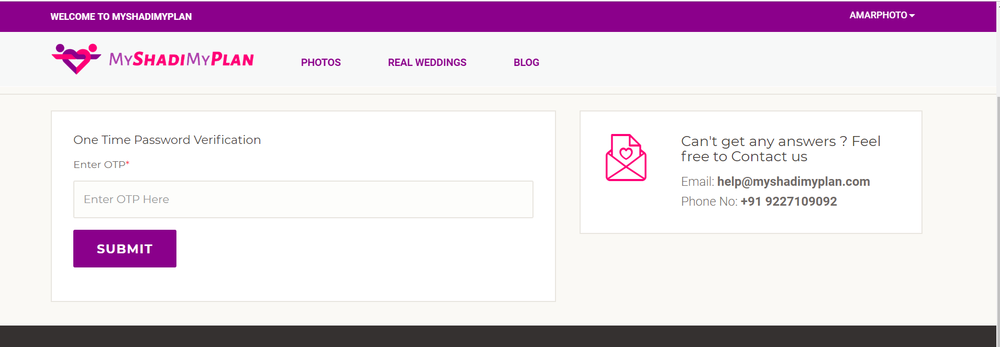 WELCOME TO MYSHADIMYPLAN
AMARPHOTO
MYSHADIMYPLAN
PHOTOS
REAL WEDDINGS
BLOG
One Time Password Verification
Enter OTP*
Enter OTP Here
SUBMIT
Can't get any answers ? Feel
free to Contact us
Email: help@myshadimyplan.com
Phone No: +91 9227109092